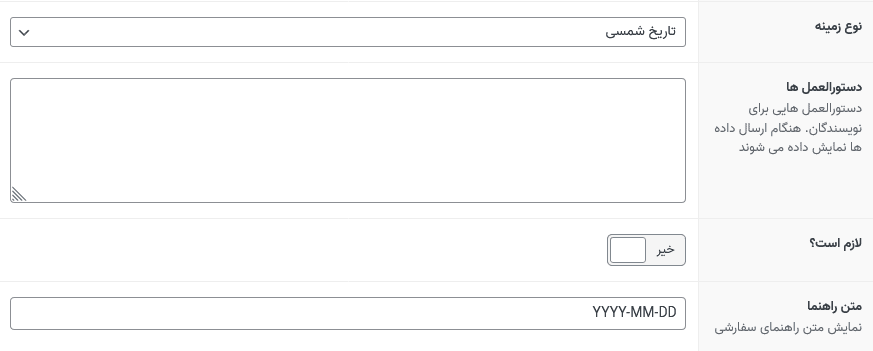 نوع زمینه
تاریخ شمسی
دستورالعمل ها
دستورالعمل هایی برای
نویسندگان. هنگام ارسال داده
ها نمایش داده می شوند
لازم است؟
خیر
متن راهنما
نمایش متن راهنمای سفارشی
YYYY-MM-DD